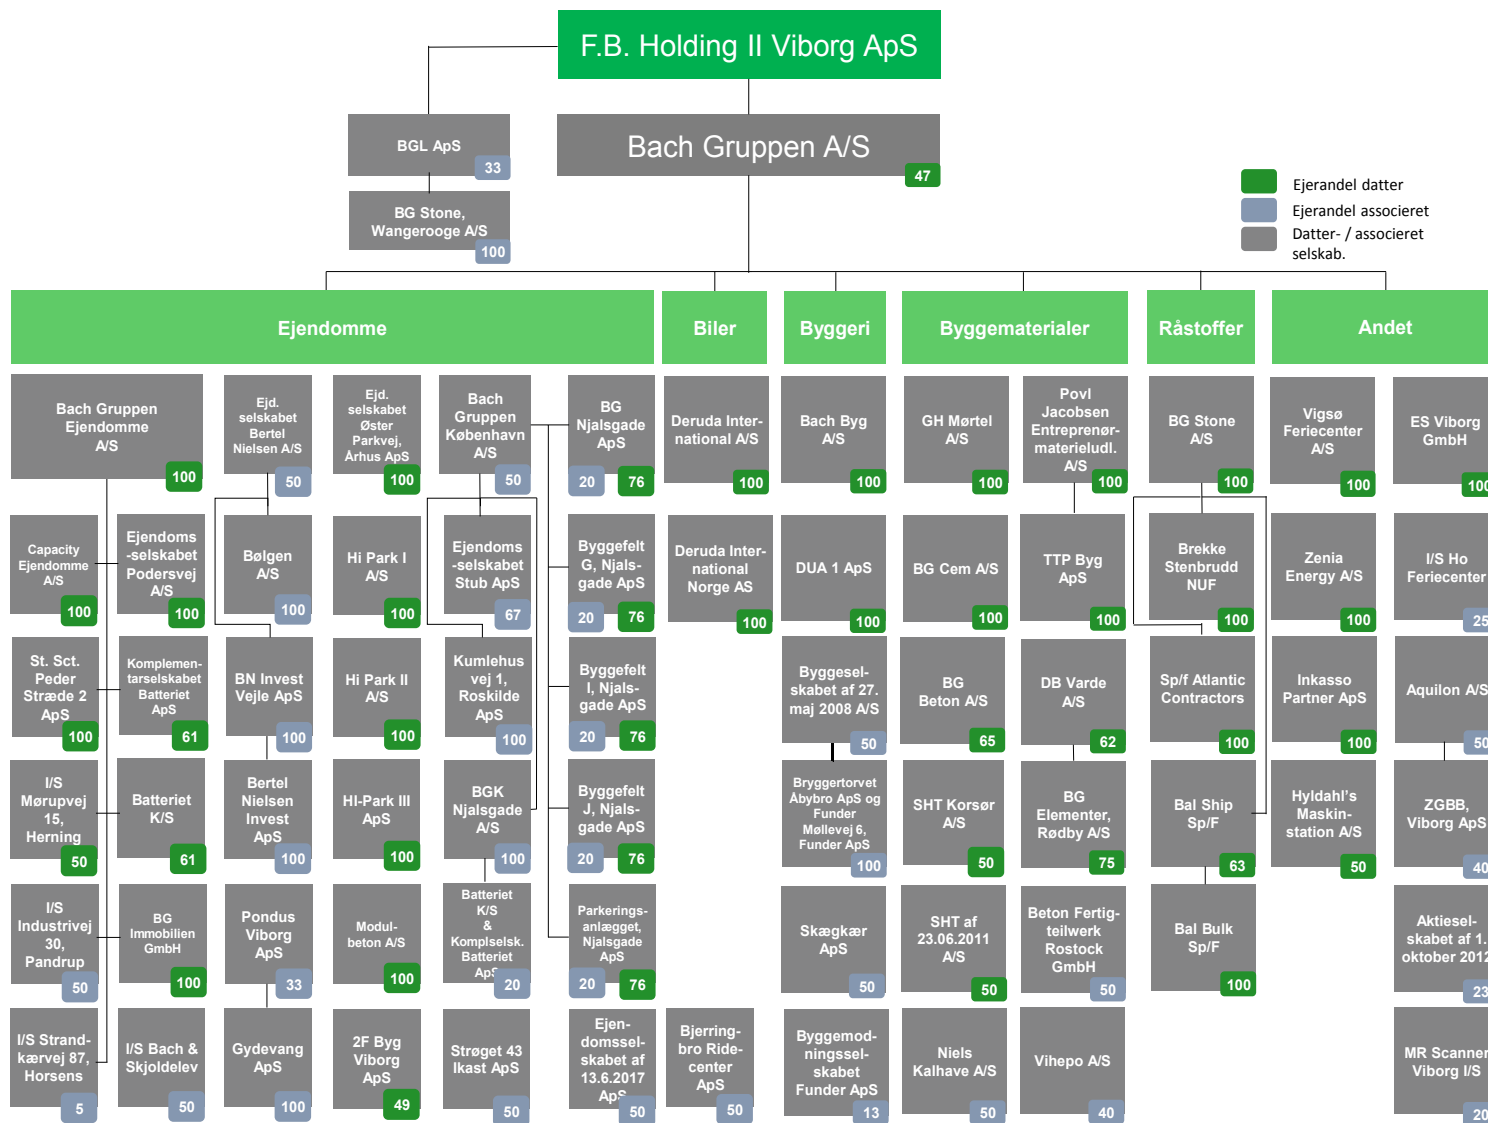 F.B. Holding II Viborg ApS
BGL ApS
33
Bach Gruppen A/S
47
BG Stone,
Wangerooge A/S
100
Ejerandel datter
Ejerandel associeret
Datter- / associeret
selskab.
Ejendomme
Biler
Byggeri
Byggematerialer
Råstoffer
Andet
Bach Gruppen
Ejendomme
A/S
100
Ejd.
selskabet
Bertel
Nielsen A/S
50
Ejd.
selskabet
Øster
Parkvej,
Århus ApS
100
Bach
Gruppen
København
A/S
50
BG
Njalsgade
ApS
20
76
Deruda Inter-
national A/S
100
Bach Byg
A/S
100
GH Mørtel
A/S
100
Povl
Jacobsen
Entreprenør-
materieludl.
A/S
100
BG Stone
A/S
100
Vigsø
Feriecenter
A/S
100
ES Viborg
GmbH
100
Capacity
Ejendomme
A/S
100
Ejendoms
-selskabet
Podersvej
A/S
100
Bølgen
A/S
100
Hi Park I
A/S
100
Ejendoms
-selskabet
Stub ApS
67
Byggefelt
G, Njals-
gade ApS
20
76
Deruda Inter-
national
Norge AS
100
DUA 1 ApS
100
BG Cem A/S
100
TTP Byg
ApS
100
Brekke
Stenbrudd
NUF
100
Zenia
Energy A/S
100
I/S Ho
Feriecenter
25
St. Sct.
Peder
Stræde 2
ApS
100
Komplemen-
tarselskabet
Batteriet
ApS
61
BN Invest
Vejle ApS
100
Hi Park II
A/S
100
Kumlehus
vej 1,
Roskilde
ApS
100
Byggefelt
I, Njals-
gade ApS
20
76
Byggesel-
skabet af 27.
maj 2008 A/S
50
BG
Beton A/S
65
DB Varde
A/S
62
Sp/f Atlantic
Contractors
100
Inkasso
Partner ApS
100
Aquilon A/S
50
I/S
Mørupvej
15,
Herning
50
Batteriet
K/S
61
Bertel
Nielsen
Invest
ApS
100
HI-Park III
ApS
100
BGK
Njalsgade
A/S
100
Byggefelt
J, Njals-
gade ApS
20
76
Bryggertorvet
Åbybro ApS og
Funder
Møllevej 6,
Funder ApS
100
SHT Korsør
A/S
50
BG
Elementer,
Rødby A/S
75
Bal Ship
Sp/F
63
Hyldahl's
Maskin-
station A/S
50
ZGBB,
Viborg ApS
40
I/S
Industrivej
30,
Pandrup
50
BG
Immobilien
GmbH
100
Pondus
Viborg
ApS
33
Modul-
beton A/S
100
Batteriet
K/S
&
Komplselsk.
Batteriet
ApS
20
Parkerings-
anlægget,
Njalsgade
ApS
20
76
Skægkær
ApS
50
SHT af
23.06.2011
A/S
50
Beton Fertig-
teilwerk
Rostock
GmbH
50
Bal Bulk
Sp/F
100
Aktiesel-
skabet af 1.
oktober 2012
23
I/S Strand-
kærvej 87,
Horsens
5
I/S Bach &
Skjoldelev
50
Gydevang
ApS
100
2F Byg
Viborg
ApS
49
Strøget 43
Ikast ApS
50
Ejen-
domssel-
skabet af
13.6.2017
ApS
50
Bjerring-
bro Ride-
center
ApS
50
Byggemod-
ningssel-
skabet
Funder ApS
13
Niels
Kalhave A/S
50
Vihepo A/S
40
MR Scanner
Viborg I/S
20